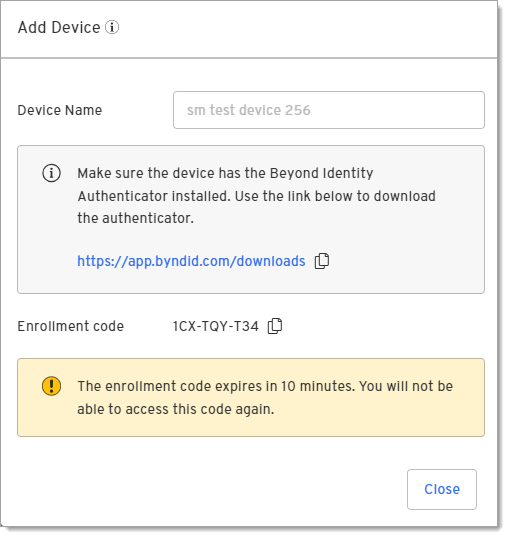 Add Device
Device Name
sm test device 256
Make sure the device has the Beyond Identity
Authenticator installed. Use the link below to download
the authenticator.
https://app.byndid.com/downloads
Enrollment code
1CX-TQY-T34
The enrollment code expires in 10 minutes. You will not be
able to access this code again.
Close